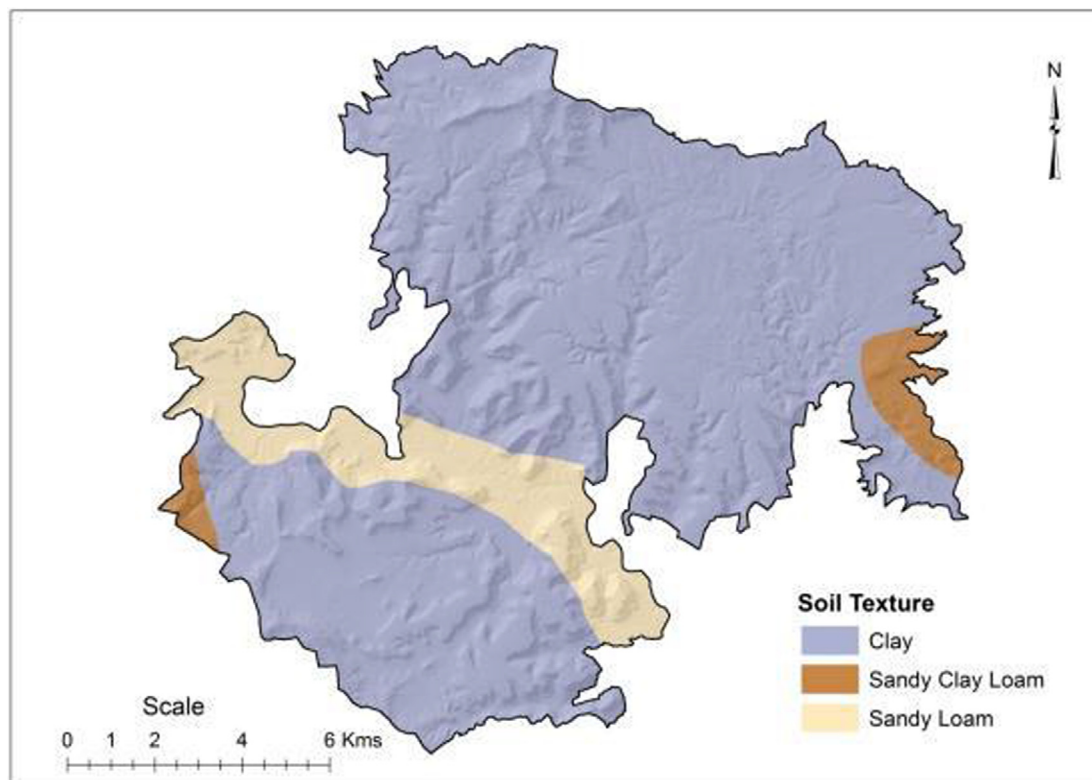 N
Soil Texture
Clay
Sandy Clay Loam
Sandy Loam
Scale
0 1 2 4 6 Kms